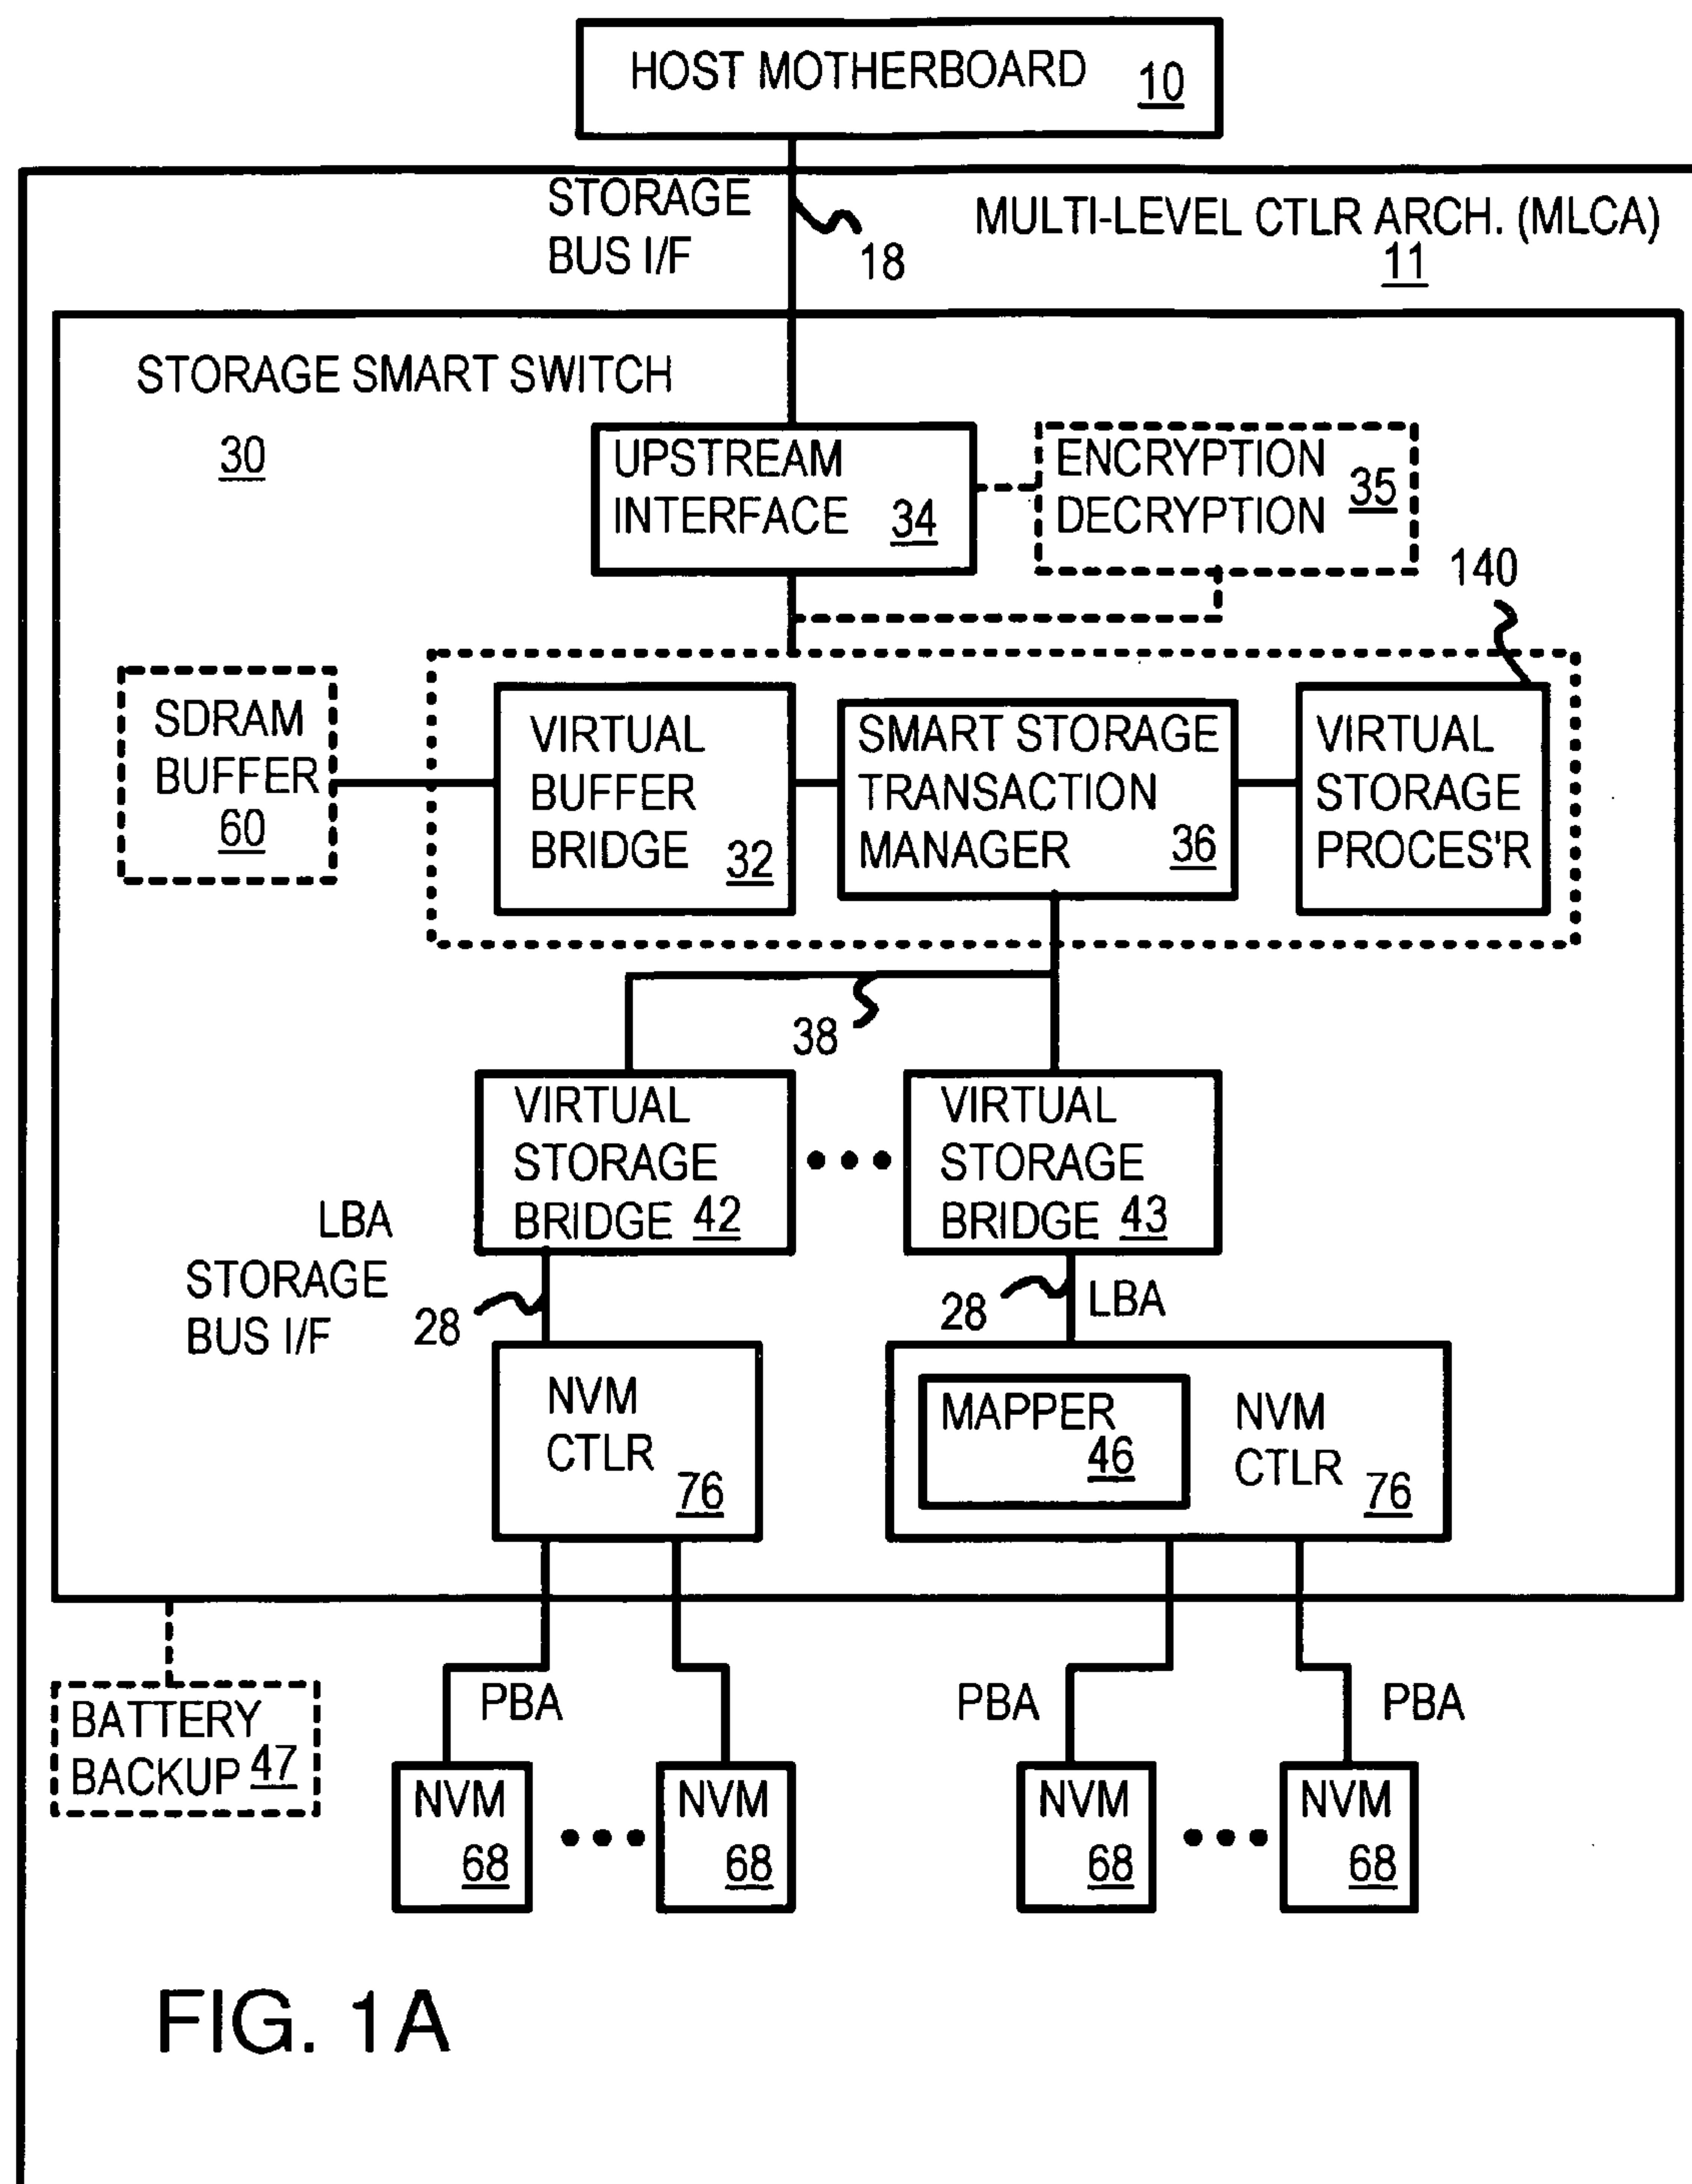 HOST MOTHERBOARD 10
STORAGE
BUS I/F
18
MULTI-LEVEL CTLR ARCH. (MLCA)
11
STORAGE SMART SWITCH
30
UPSTREAM
INTERFACE 34
ENCRYPTION
DECRYPTION 35
140
SDRAM
BUFFER
60
VIRTUAL
BUFFER
BRIDGE 32
SMART STORAGE
TRANSACTION
MANAGER 36
VIRTUAL
STORAGE
PROCES'R
38
VIRTUAL
STORAGE
BRIDGE 42
VIRTUAL
STORAGE
BRIDGE 43
LBA
STORAGE
BUS I/F
28
28
LBA
NVM
CTLR
76
MAPPER
46
NVM
CTLR
76
BATTERY
BACKUP 47
PBA
PBA
PBA
NVM
68
NVM
68
NVM
68
NVM
68
FIG. 1A